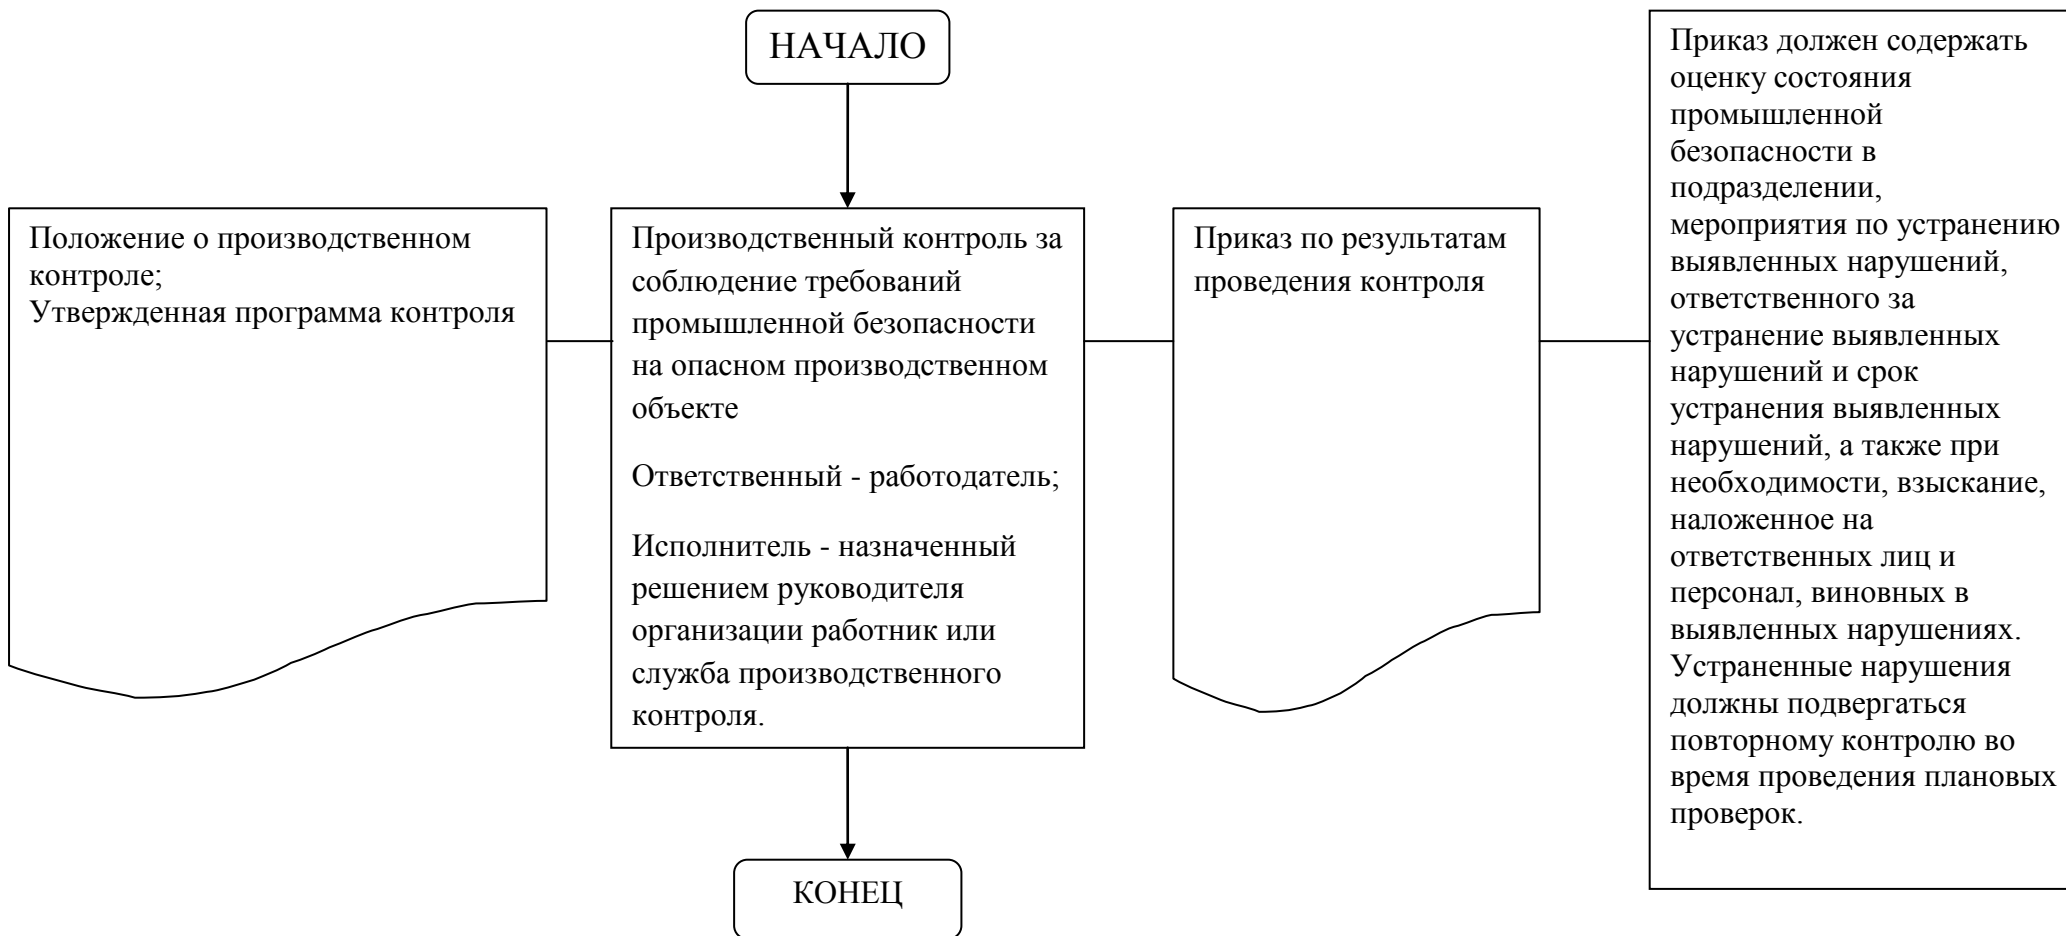 НАЧАЛО
Положение о производственном
контроле;
Утвержденная программа контроля
Производственный контроль за
соблюдение требований
промышленной безопасности
на опасном производственном
объекте
Ответственный - работодатель;
Исполнитель - назначенный
решением руководителя
организации работник или
служба производственного
контроля.
Приказ по результатам
проведения контроля
Приказ должен содержать
оценку состояния
промышленной
безопасности в
подразделении,
мероприятия по устранению
выявленных нарушений,
ответственного за
устранение выявленных
нарушений и срок
устранения выявленных
нарушений, а также при
необходимости, взыскание,
наложенное на
ответственных лиц и
персонал, виновных в
выявленных нарушениях.
Устраненные нарушения
должны подвергаться
повторному контролю во
время проведения плановых
проверок.
КОНЕЦ